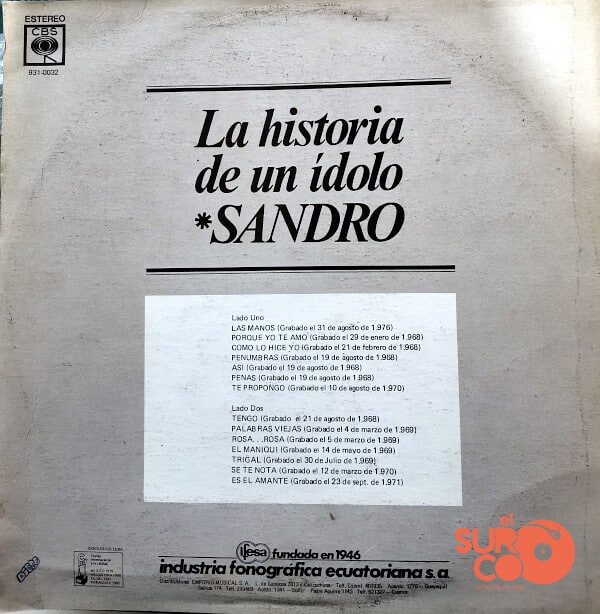 ESTEREO
CBS
931-0032
La historia
de un ídolo
*SANDRO
Lado Uno
LAS MANOS (Grabado el 31 de agosto de 1.976)
PORQUE YO TE AMO (Grabado el 29 de enero de 1.968)
COMO LO HICE YO (Grabado el 21 de febrero de 1.968)
PENUMBRAS (Grabado el 19 de agosto de 1.968)
ASI (Grabado el 19 de agosto de 1.968)
PENAS (Grabado el 19 de agosto de 1.968)
TE PROPONGO (Grabado el 10 de agosto de 1.970)
Lado Dos
TENGO (Grabado el 21 de agosto de 1.968)
PALABRAS VIEJAS (Grabado el 4 de marzo de 1.969)
ROSA. . .ROSA (Grabado el 5 de marzo de 1.969)
EL MANIQUI (Grabado el 14 de mayo de 1.969)
TRIGAL (Grabado el 30 de Julio de 1.969)
SE TE NOTA (Grabado el 12 de marzo de 1.970)
ES EL AMANTE (Grabado el 23 de sept. de 1.971)
ifesa fundada en 1946
industria fonográfica ecuatoriana s.a.
EMPORIO MUSICAL S.A.
Guayaquil
Cuenca
el
SURCO